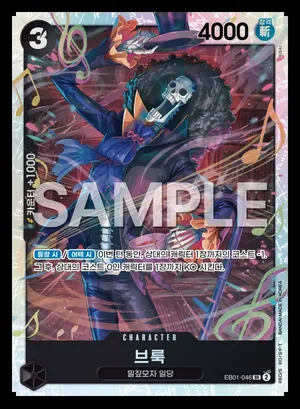 3
4000
속성
斬
카운터 +1000
SAMPLE
등장 시 / 어택 시 이번 턴 동안, 상대의 캐릭터 1장까지의 코스트 -1.
그 후, 상대의 코스트 0인 캐릭터를 1장까지 KO 시킨다.
CHARACTER
브룩
밀짚모자 일당
EB01-046